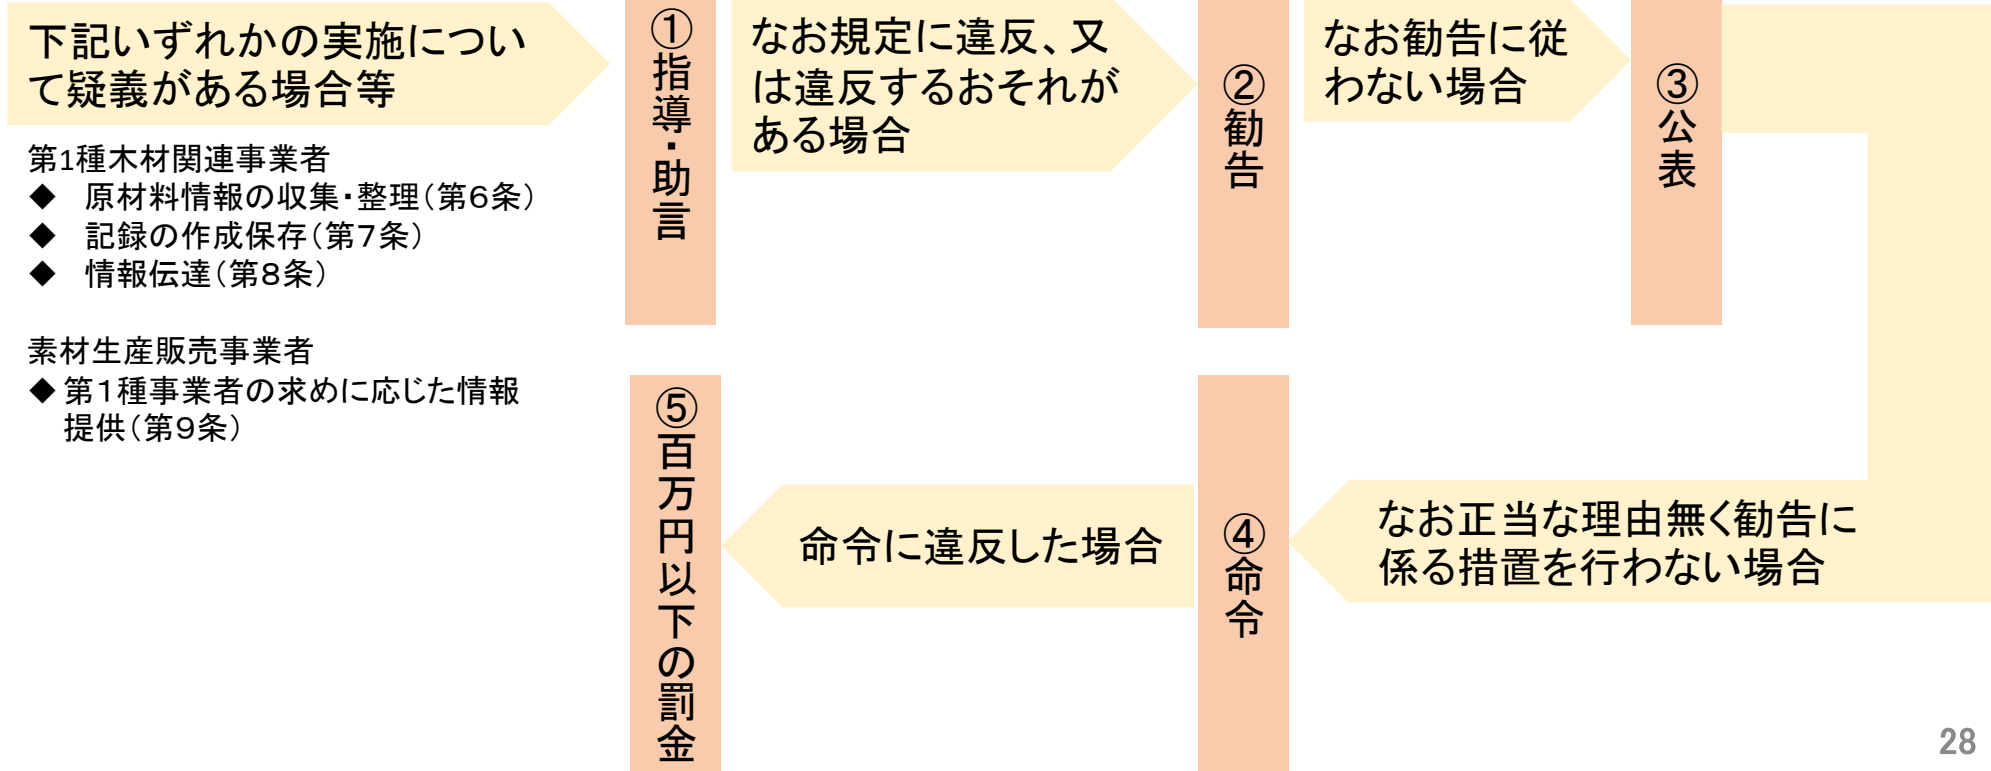 下記いずれかの実施につい
て疑義がある場合等
第1種木材関連事業者
◆ 原材料情報の収集・整理（第６条）
◆ 記録の作成保存（第７条）
◆ 情報伝達（第８条）
素材生産販売事業者
◆ 第１種事業者の求めに応じた情報
提供（第９条）
①指導・助言
なお規定に違反、又
は違反するおそれが
ある場合
②勧告
なお勧告に従
わない場合
③公表
なお正当な理由無く勧告に
係る措置を行わない場合
④命令
命令に違反した場合
⑤百万円以下の罰金
28